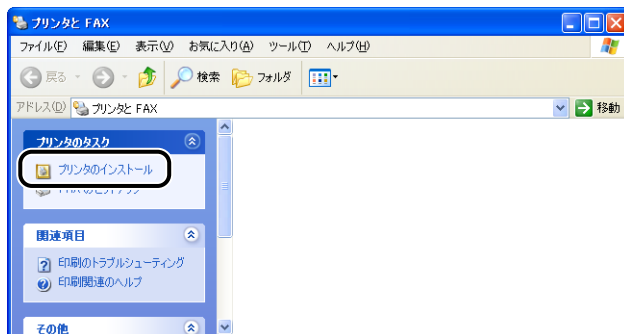 プリンタと FAX
ファイル(F) 編集(E) 表示(V) お気に入り(A) ツール(T) ヘルプ(H)
戻る 検索 フォルダ
アドレス(D) プリンタと FAX 移動
プリンタのタスク
プリンタのインストール
関連項目
印刷のトラブルシューティング
印刷関連のヘルプ
その他